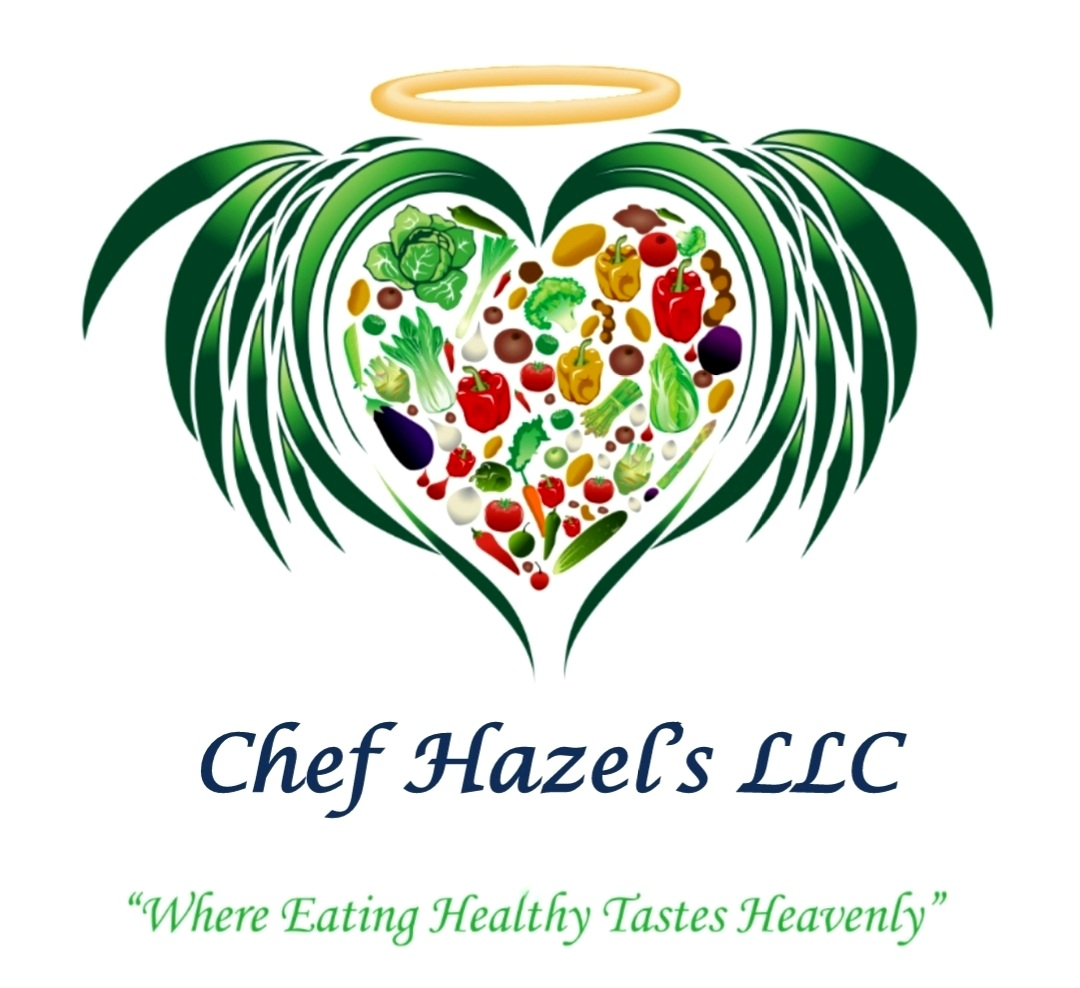 Chef Hazel’s LLC
“Where Eating Healthy Tastes Heavenly”